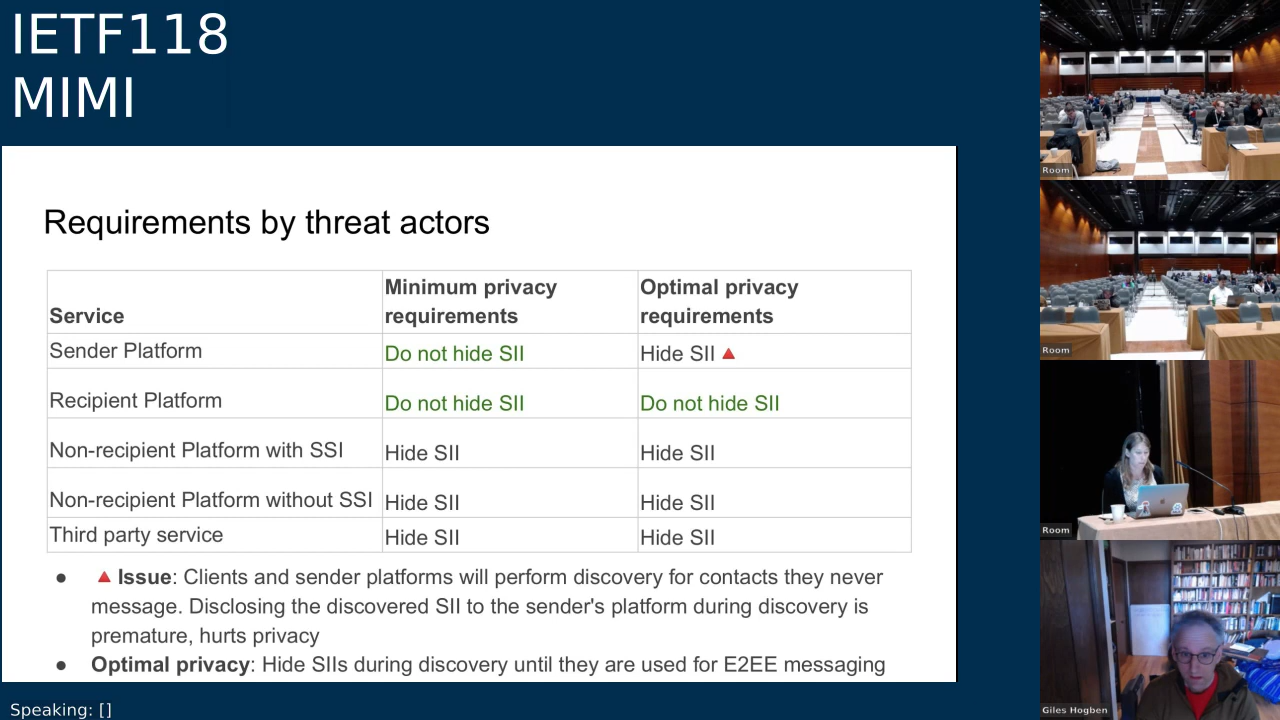 IETF118
MIMI
Requirements by threat actors
Service
Minimum privacy requirements
Optimal privacy requirements
Sender Platform
Do not hide SII
Hide SII 🔺
Recipient Platform
Do not hide SII
Do not hide SII
Non-recipient Platform with SSI
Hide SII
Hide SII
Non-recipient Platform without SSI
Hide SII
Hide SII
Third party service
Hide SII
Hide SII
● 🔺Issue: Clients and sender platforms will perform discovery for contacts they never
message. Disclosing the discovered SII to the sender's platform during discovery is
premature, hurts privacy
● Optimal privacy: Hide SIIs during discovery until they are used for E2EE messaging
Speaking: []
Room
Room
Room
Giles Hogben